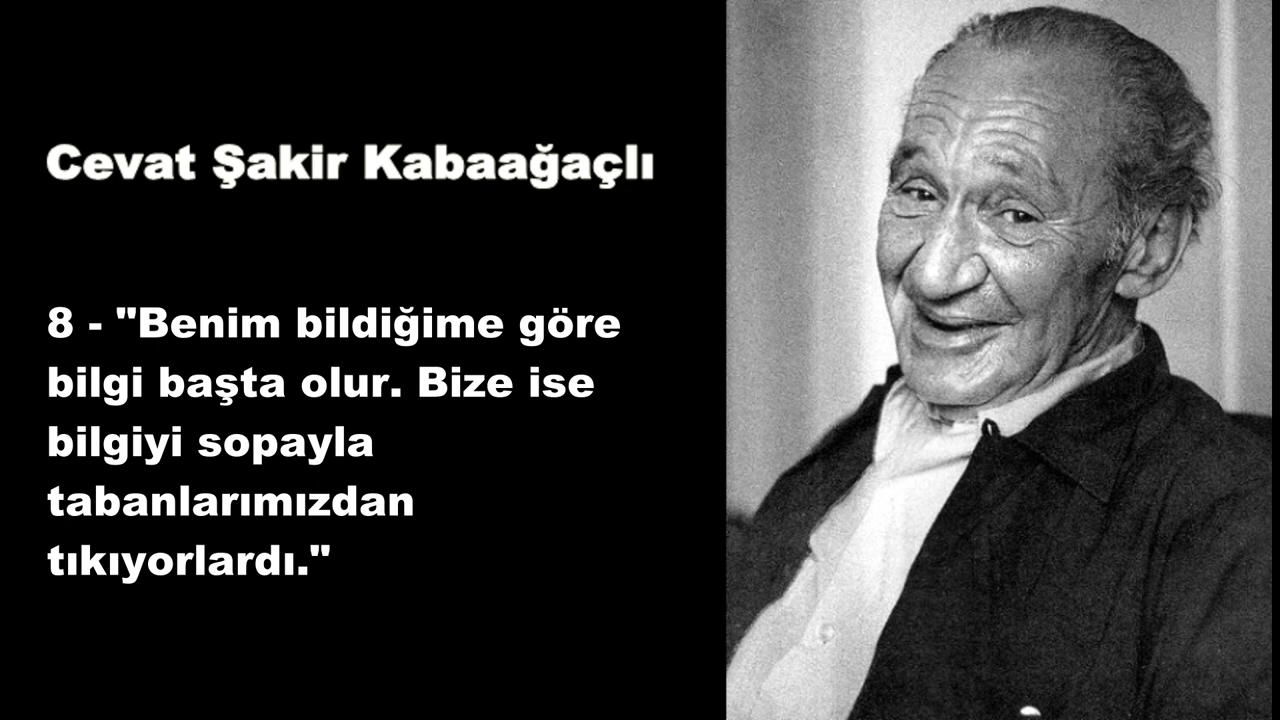 Cevat Şakir Kabaağaçlı
8 - "Benim bildiğime göre
bilgi başta olur. Bize ise
bilgiyi sopayla
tabanlarımızdan
tıkıyorlardı."